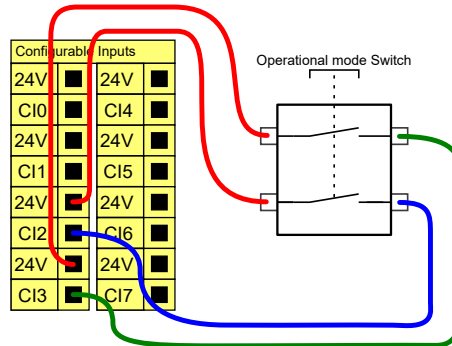 Configurable Inputs
Operational mode Switch
24V 24V
CI0 CI4
24V 24V
CI1 CI5
24V 24V
CI2 CI6
24V 24V
CI3 CI7